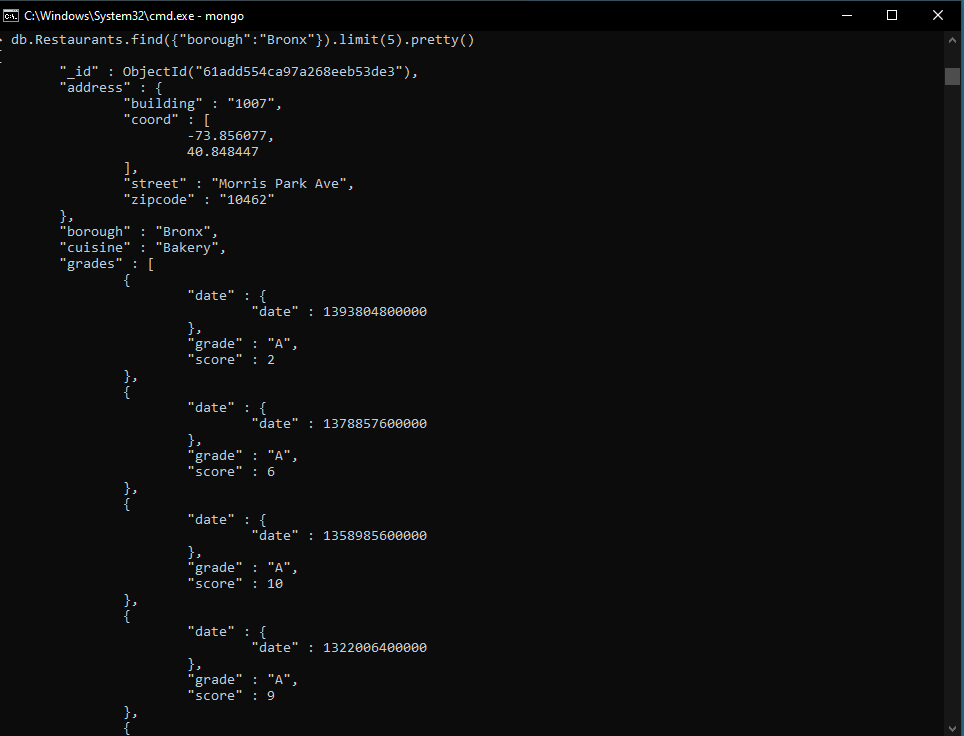 C:\Windows\System32\cmd.exe - mongo
db.Restaurants.find({"borough":"Bronx"}).limit(5).pretty()
"_id" : ObjectId("61add554ca97a268eeb53de3"),
"address" : {
"building" : "1007",
"coord" : [
-73.856077,
40.848447
],
"street" : "Morris Park Ave",
"zipcode" : "10462"
},
"borough" : "Bronx",
"cuisine" : "Bakery",
"grades" : [
{
"date" : {
"date" : 1393804800000
},
"grade" : "A",
"score" : 2
},
{
"date" : {
"date" : 1378857600000
},
"grade" : "A",
"score" : 6
},
{
"date" : {
"date" : 1358985600000
},
"grade" : "A",
"score" : 10
},
{
"date" : {
"date" : 1322006400000
},
"grade" : "A",
"score" : 9
},
{